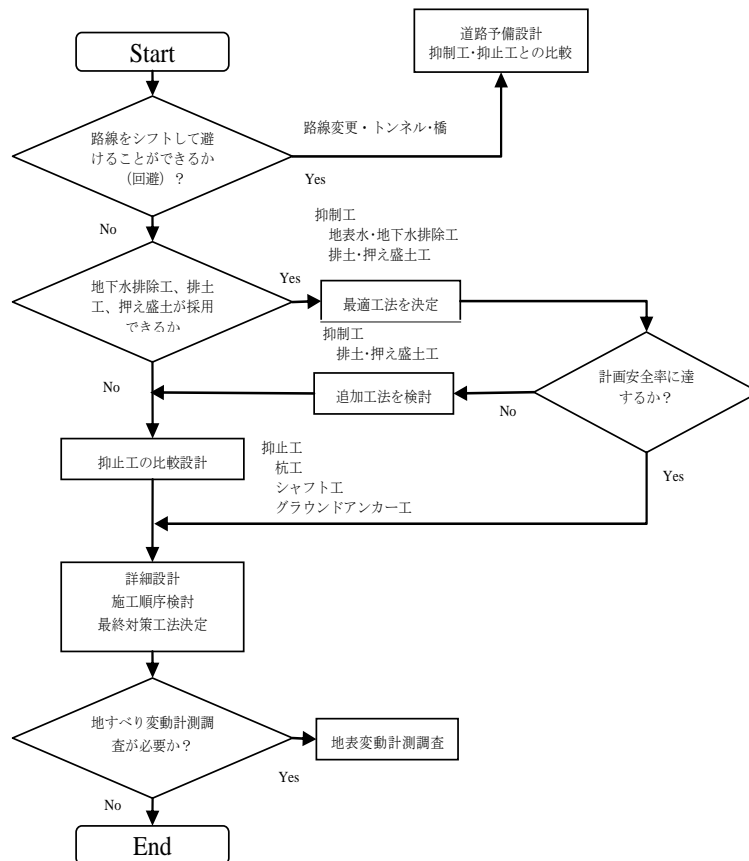 Start
道路予備設計
抑制工・抑止工との比較
路線をシフトして避
けることができるか
（回避）？
路線変更・トンネル・橋
Yes
No
抑制工
地表水・地下水排除工
排土・押え盛土工
地下水排除工、排土
工、押え盛土が採用
できるか
Yes
最適工法を決定
抑制工
排土・押え盛土工
計画安全率に達
するか？
No
追加工法を検討
No
Yes
抑止工の比較設計
抑止工
杭工
シャフト工
グラウンドアンカー工
詳細設計
施工順序検討
最終対策工法決定
地すべり変動計測調
査が必要か？
地表変動計測調査
Yes
No
End